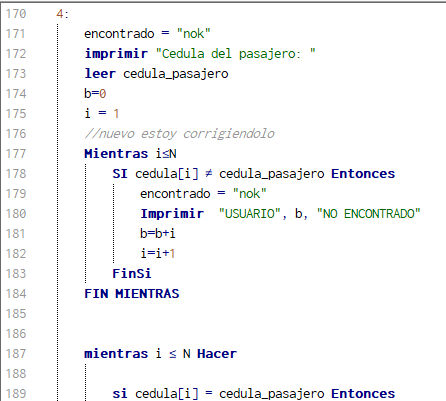 170 4:
171 encontrado = "nok"
172 imprimir "Cedula del pasajero: "
173 leer cedula_pasajero
174 b=0
175 i = 1
176 //nuevo estoy corrigiendolo
177 Mientras i≤N
178 SI cedula[i] ≠ cedula_pasajero Entonces
179 encontrado = "nok"
180 Imprimir "USUARIO", b, "NO ENCONTRADO"
181 b=b+i
182 i=i+1
183 FinSi
184 FIN MIENTRAS
185
186
187 mientras i ≤ N Hacer
188
189 si cedula[i] = cedula_pasajero Entonces